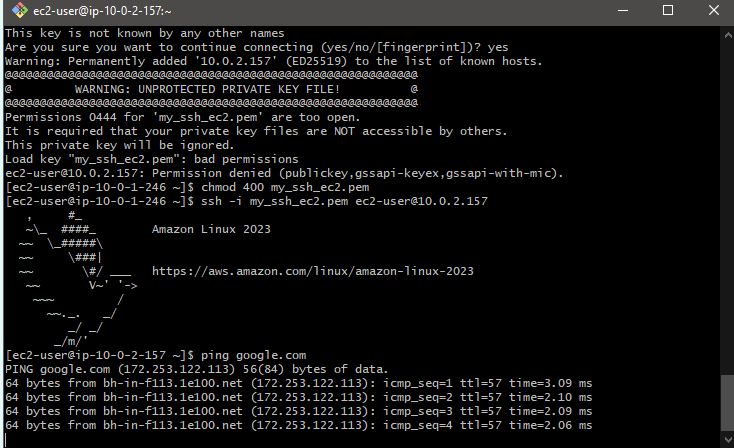 ec2-user@ip-10-0-2-157:~
This key is not known by any other names
Are you sure you want to continue connecting (yes/no/[fingerprint])? yes
Warning: Permanently added '10.0.2.157' (ED25519) to the list of known hosts.
@@@@@@@@@@@@@@@@@@@@@@@@@@@@@@@@@@@@@@@@@@@@@@@@@@@@@@@@@@@
@         WARNING: UNPROTECTED PRIVATE KEY FILE!          @
@@@@@@@@@@@@@@@@@@@@@@@@@@@@@@@@@@@@@@@@@@@@@@@@@@@@@@@@@@@
Permissions 0444 for 'my_ssh_ec2.pem' are too open.
It is required that your private key files are NOT accessible by others.
This private key will be ignored.
Load key "my_ssh_ec2.pem": bad permissions
ec2-user@10.0.2.157: Permission denied (publickey,gssapi-keyex,gssapi-with-mic).
[ec2-user@ip-10-0-1-246 ~]$ chmod 400 my_ssh_ec2.pem
[ec2-user@ip-10-0-1-246 ~]$ ssh -i my_ssh_ec2.pem ec2-user@10.0.2.157
   ,     #_
   ~\_  ####_        Amazon Linux 2023
  ~~  \_#####\
  ~~     \###|
  ~~       \#/ ___   https://aws.amazon.com/linux/amazon-linux-2023
   ~~       V~' '->
    ~~~         /
      ~~._.   _/
         _/ _/
       _/m/'
[ec2-user@ip-10-0-2-157 ~]$ ping google.com
PING google.com (172.253.122.113) 56(84) bytes of data.
64 bytes from bh-in-f113.1e100.net (172.253.122.113): icmp_seq=1 ttl=57 time=3.09 ms
64 bytes from bh-in-f113.1e100.net (172.253.122.113): icmp_seq=2 ttl=57 time=2.10 ms
64 bytes from bh-in-f113.1e100.net (172.253.122.113): icmp_seq=3 ttl=57 time=2.09 ms
64 bytes from bh-in-f113.1e100.net (172.253.122.113): icmp_seq=4 ttl=57 time=2.06 ms